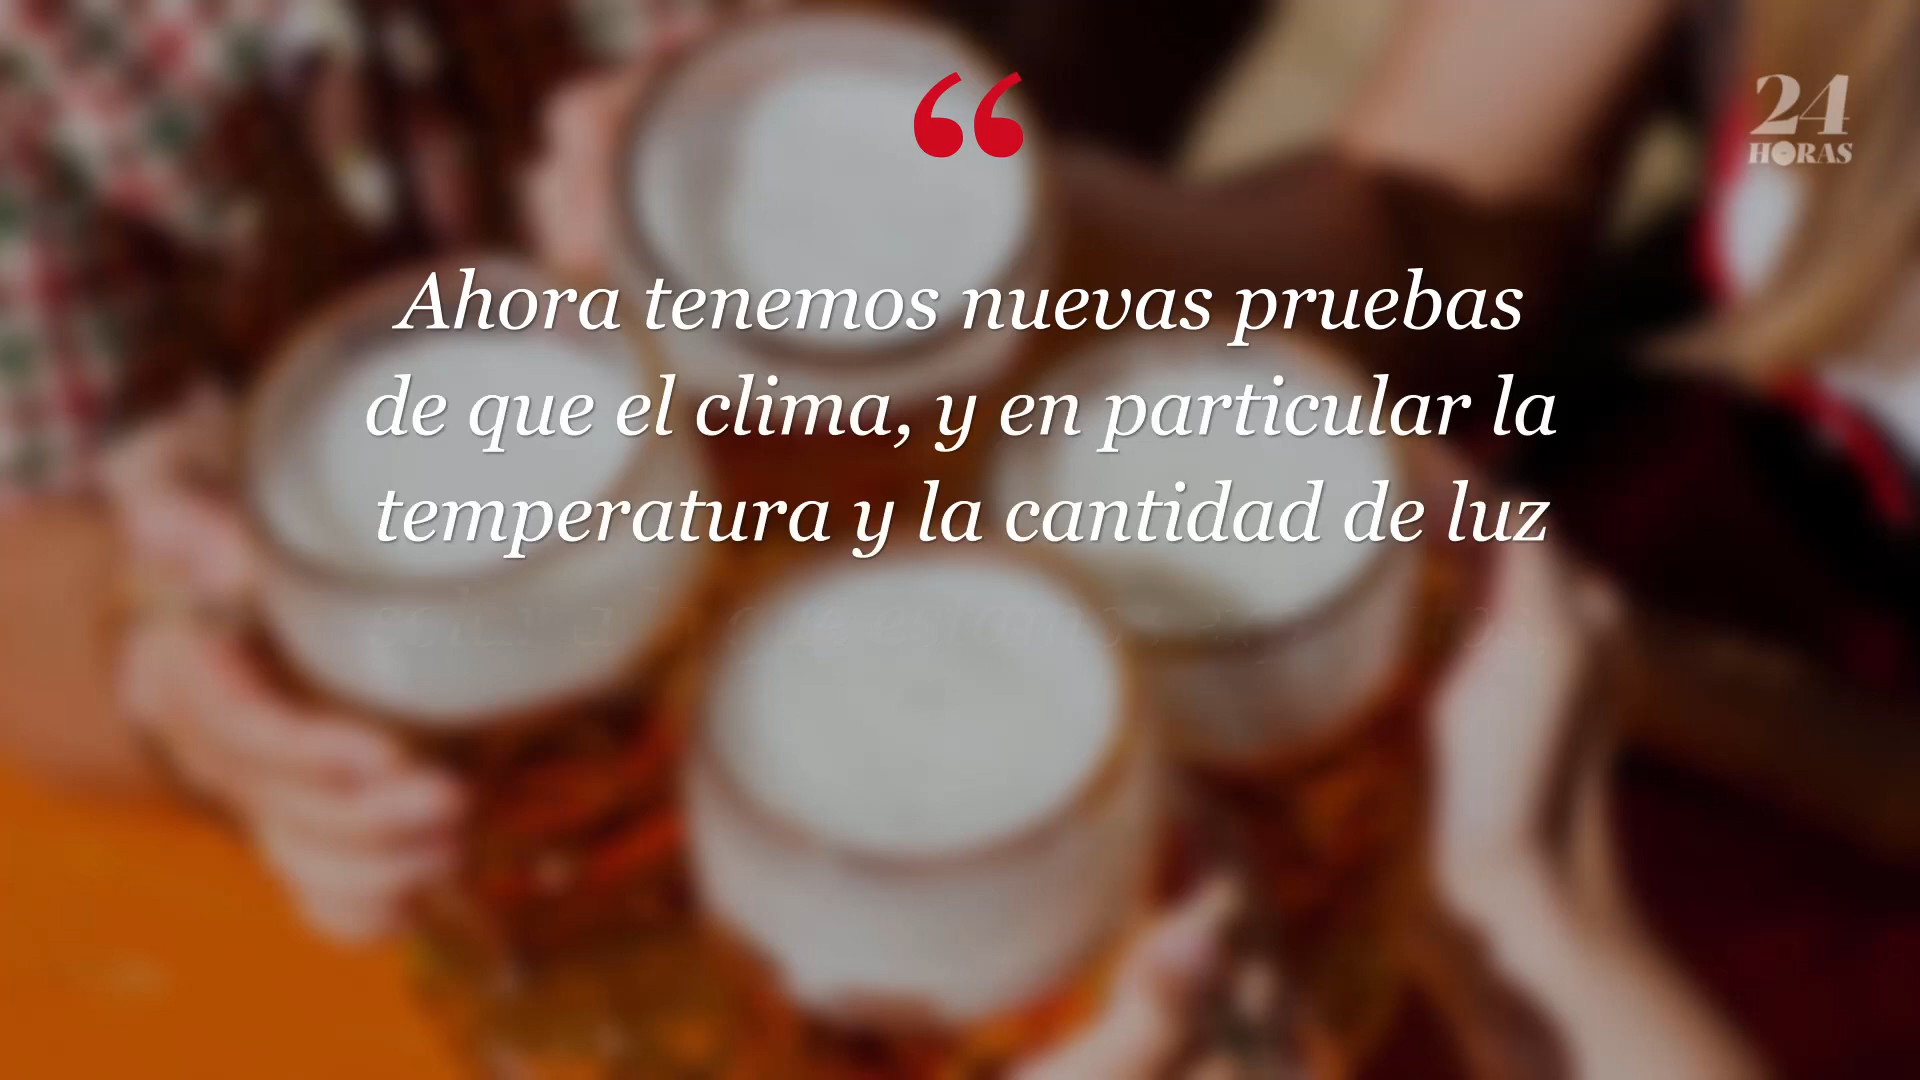 24
HORAS
“
Ahora tenemos nuevas pruebas
de que el clima, y en particular la
temperatura y la cantidad de luz